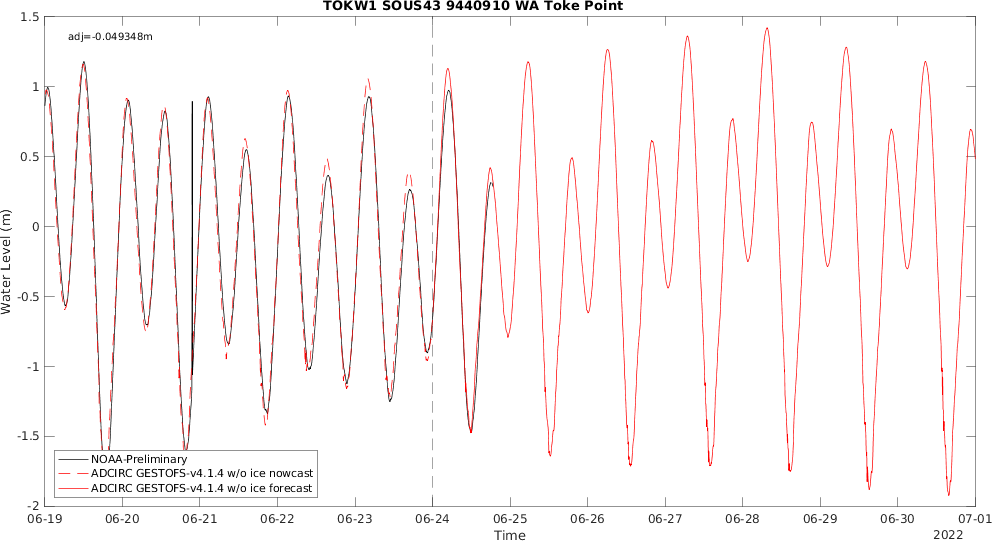 TOKW1 SOUS43 9440910 WA Toke Point
adj=-0.049348m
1.5
1
0.5
0
-0.5
-1
-1.5
-2
Water Level (m)
NOAA-Preliminary
ADCIRC GESTOFS-v4.1.4 w/o ice nowcast
ADCIRC GESTOFS-v4.1.4 w/o ice forecast
06-19 06-20 06-21 06-22 06-23 06-24 06-25 06-26 06-27 06-28 06-29 06-30 07-01
Time
2022